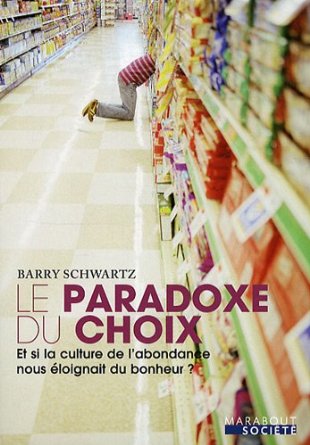 BARRY SCHWARTZ
LE PARADOXE
DU CHOIX
Et si la culture de l'abondance
nous éloignait du bonheur ?
MARABOUT
SOCIÉTÉ